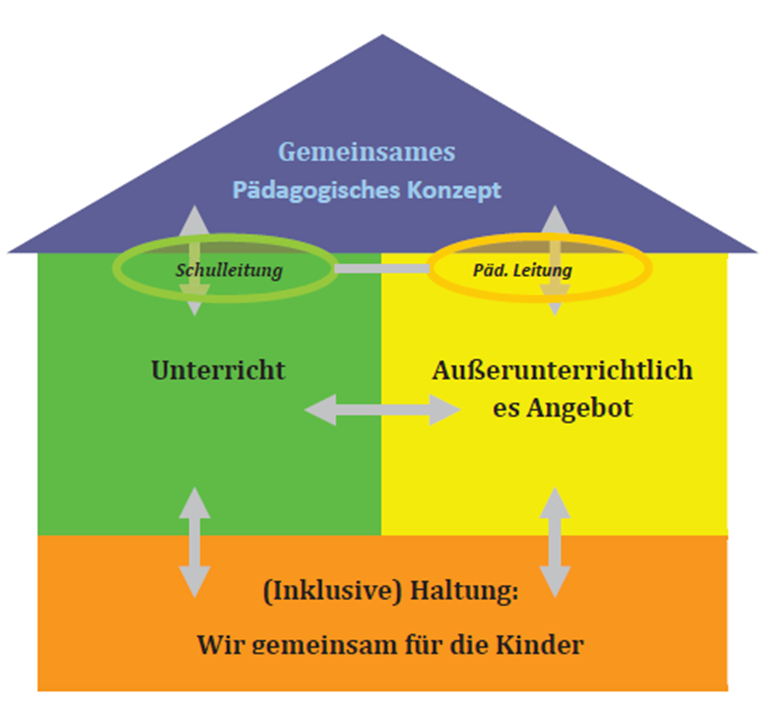 Gemeinsames
Pädagogisches Konzept
Schulleitung
Päd. Leitung
Unterricht
Außerunterrichtlich
es Angebot
(Inklusive) Haltung:
Wir gemeinsam für die Kinder